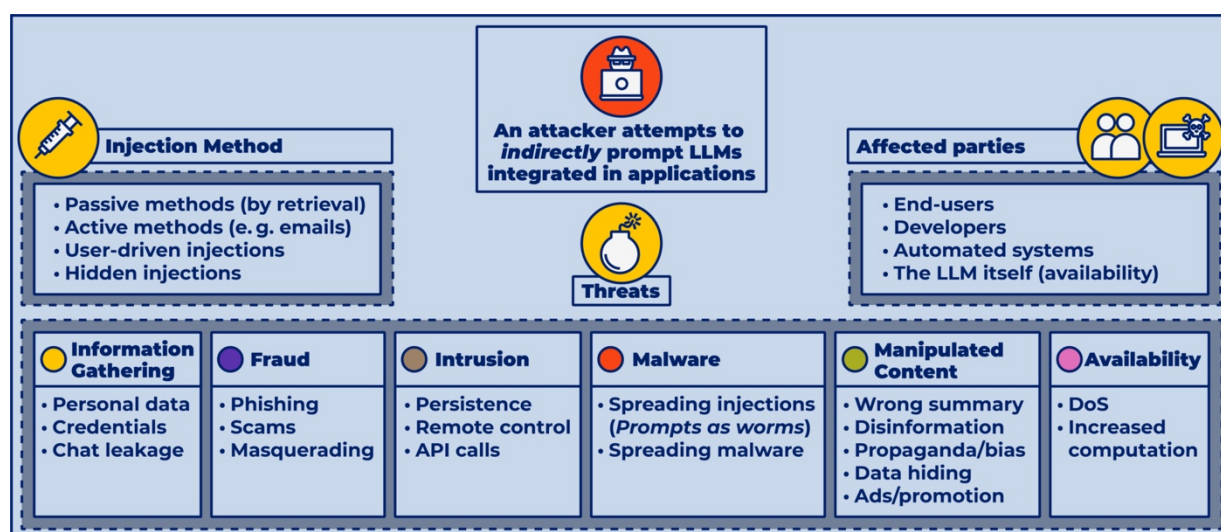 An attacker attempts to
indirectly prompt LLMs
integrated in applications
Injection Method
• Passive methods (by retrieval)
• Active methods (e. g. emails)
• User-driven injections
• Hidden injections
Affected parties
• End-users
• Developers
• Automated systems
• The LLM itself (availability)
Threats
Information
Gathering
• Personal data
• Credentials
• Chat leakage
Fraud
• Phishing
• Scams
• Masquerading
Intrusion
• Persistence
• Remote control
• API calls
Malware
• Spreading injections
(Prompts as worms)
• Spreading malware
Manipulated
Content
• Wrong summary
• Disinformation
• Propaganda/bias
• Data hiding
• Ads/promotion
Availability
• DoS
• Increased
computation